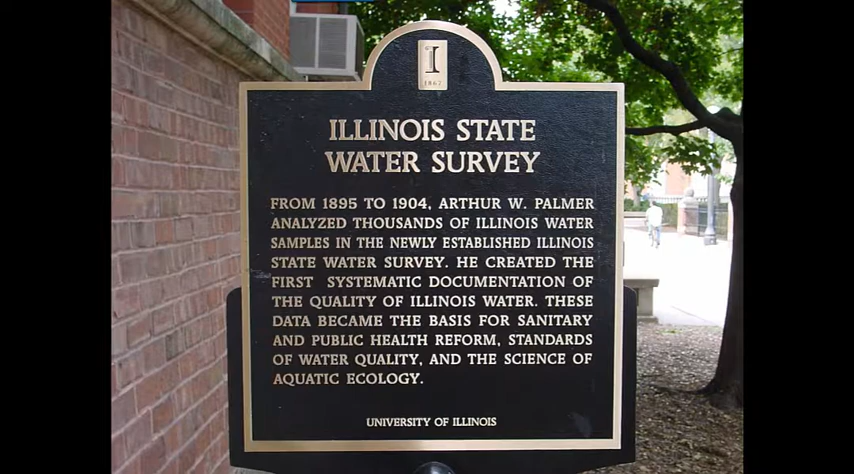 I
1867
ILLINOIS STATE
WATER SURVEY
FROM 1895 TO 1904, ARTHUR W. PALMER
ANALYZED THOUSANDS OF ILLINOIS WATER
SAMPLES IN THE NEWLY ESTABLISHED ILLINOIS
STATE WATER SURVEY. HE CREATED THE
FIRST SYSTEMATIC DOCUMENTATION OF
THE QUALITY OF ILLINOIS WATER. THESE
DATA BECAME THE BASIS FOR SANITARY
AND PUBLIC HEALTH REFORM, STANDARDS
OF WATER QUALITY, AND THE SCIENCE OF
AQUATIC ECOLOGY.
UNIVERSITY OF ILLINOIS